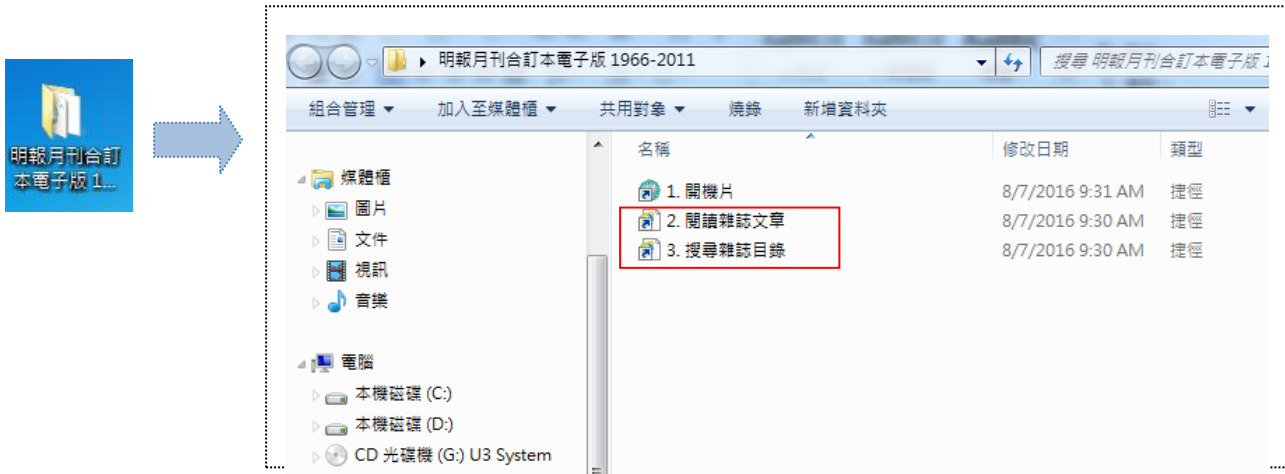 明報月刊合訂
本電子版 1...
明報月刊合訂本電子版 1966-2011
搜尋 明報月刊合訂本電子版 1
組合管理 加入至媒體櫃 共用對象 燒錄 新增資料夾
名稱 修改日期 類型
1. 開機片 8/7/2016 9:31 AM 捷徑
2. 閱讀雜誌文章 8/7/2016 9:30 AM 捷徑
3. 搜尋雜誌目錄 8/7/2016 9:30 AM 捷徑
媒體櫃
圖片
文件
視訊
音樂
電腦
本機磁碟 (C:)
本機磁碟 (D:)
CD 光碟機 (G:) U3 System